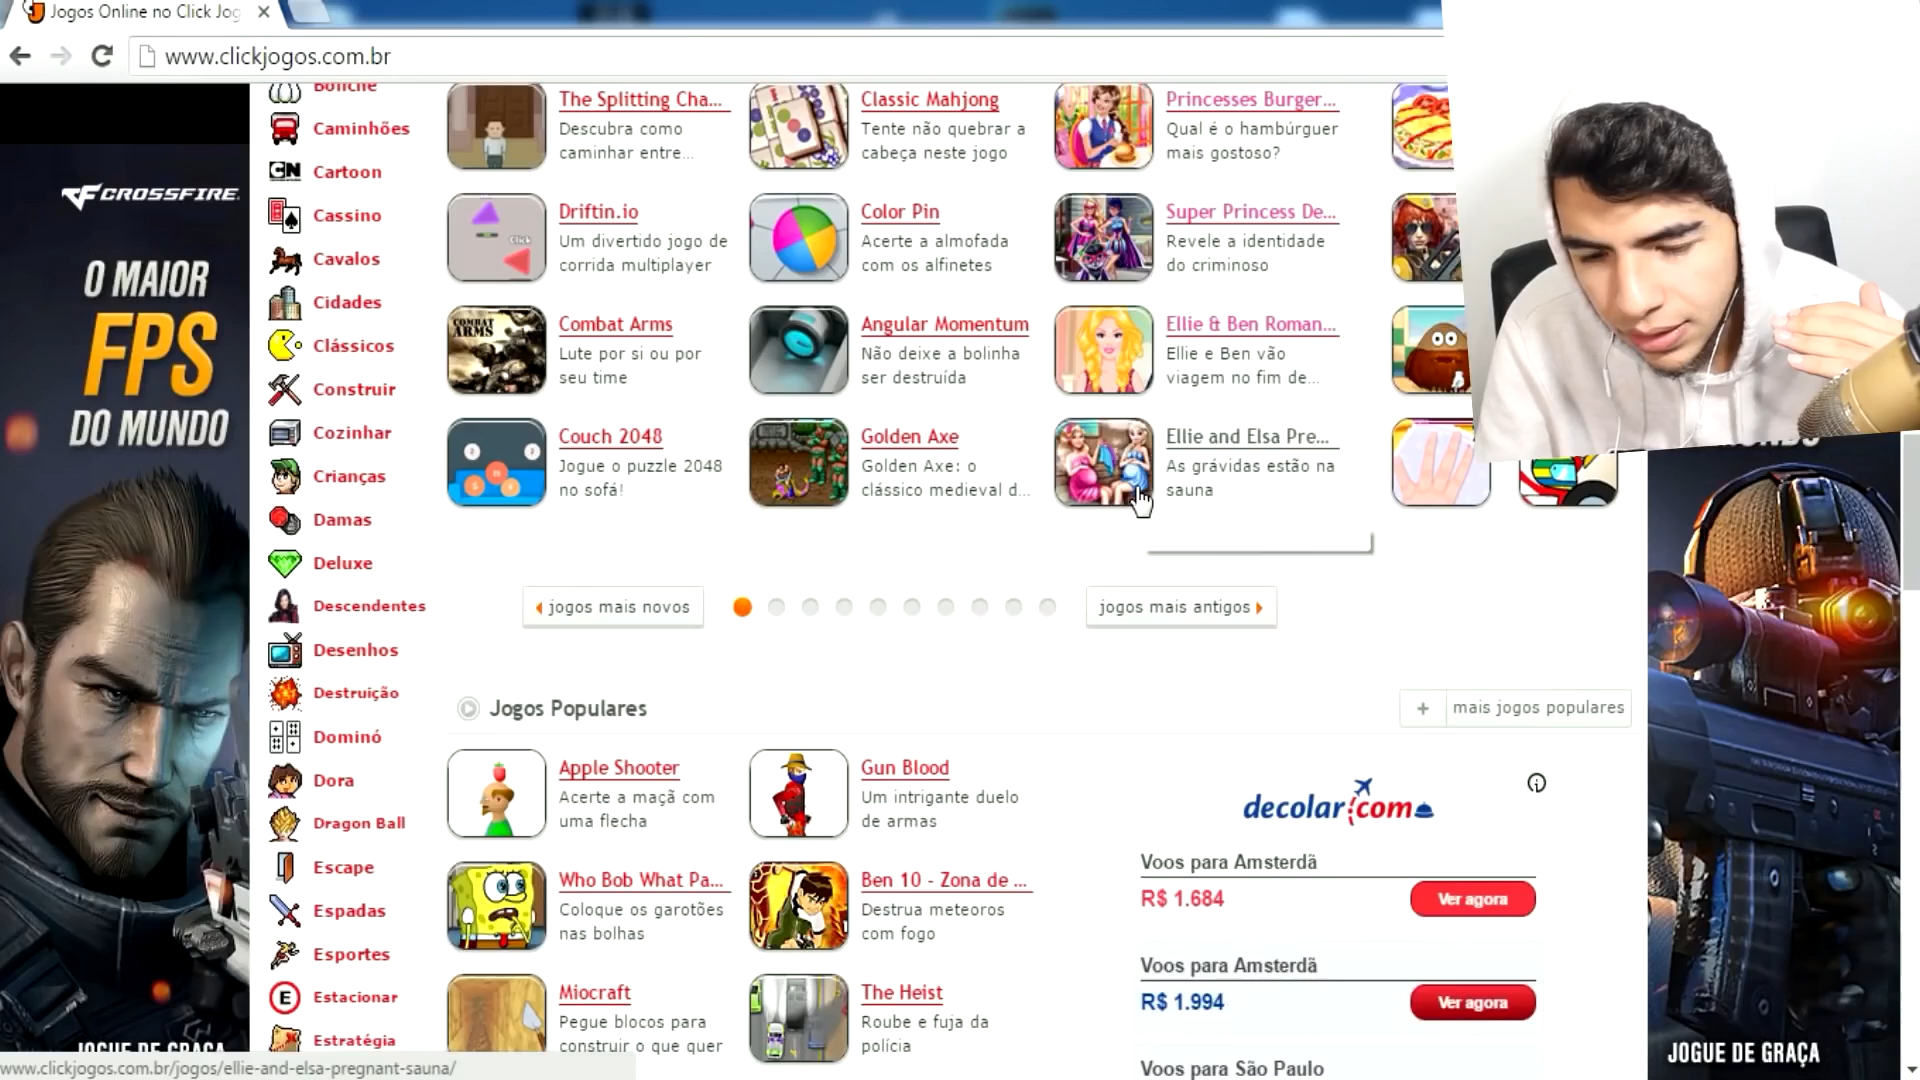 Jogos Online no Click Jog
www.clickjogos.com.br
CROSSFIRE
O MAIOR
FPS
DO MUNDO
JOGUE DE GRAÇA
Boliche
Caminhões
CN
Cartoon
Cassino
Cavalos
Cidades
Clássicos
Construir
Cozinhar
Crianças
Damas
Deluxe
Descendentes
Desenhos
Destruição
Dominó
Dora
Dragon Ball
Escape
Espadas
Esportes
E
Estacionar
Estratégia
The Splitting Cha...
Descubra como
caminhar entre...
Classic Mahjong
Tente não quebrar a
cabeça neste jogo
Princesses Burger...
Qual é o hambúrguer
mais gostoso?
Click
Driftin.io
Um divertido jogo de
corrida multiplayer
Color Pin
Acerte a almofada
com os alfinetes
Super Princess De...
Revele a identidade
do criminoso
COMBAT
ARMS
Combat Arms
Lute por si ou por
seu time
Angular Momentum
Não deixe a bolinha
ser destruída
Ellie & Ben Roman...
Ellie e Ben vão
viagem no fim de...
Couch 2048
Jogue o puzzle 2048
no sofá!
Golden Axe
Golden Axe: o
clássico medieval d...
Ellie and Elsa Pre...
As grávidas estão na
sauna
jogos mais novos
jogos mais antigos
Jogos Populares
+ mais jogos populares
Apple Shooter
Acerte a maçã com
uma flecha
Gun Blood
Um intrigante duelo
de armas
Who Bob What Pa...
Coloque os garotões
nas bolhas
Ben 10 - Zona de ...
Destrua meteoros
com fogo
Miocraft
Pegue blocos para
construir o que quer
The Heist
Roube e fuja da
polícia
decolar.com
Voos para Amsterdã
R$ 1.684
Ver agora
Voos para Amsterdã
R$ 1.994
Ver agora
Voos para São Paulo
JOGUE DE GRAÇA
www.clickjogos.com.br/jogos/ellie-and-elsa-pregnant-sauna/